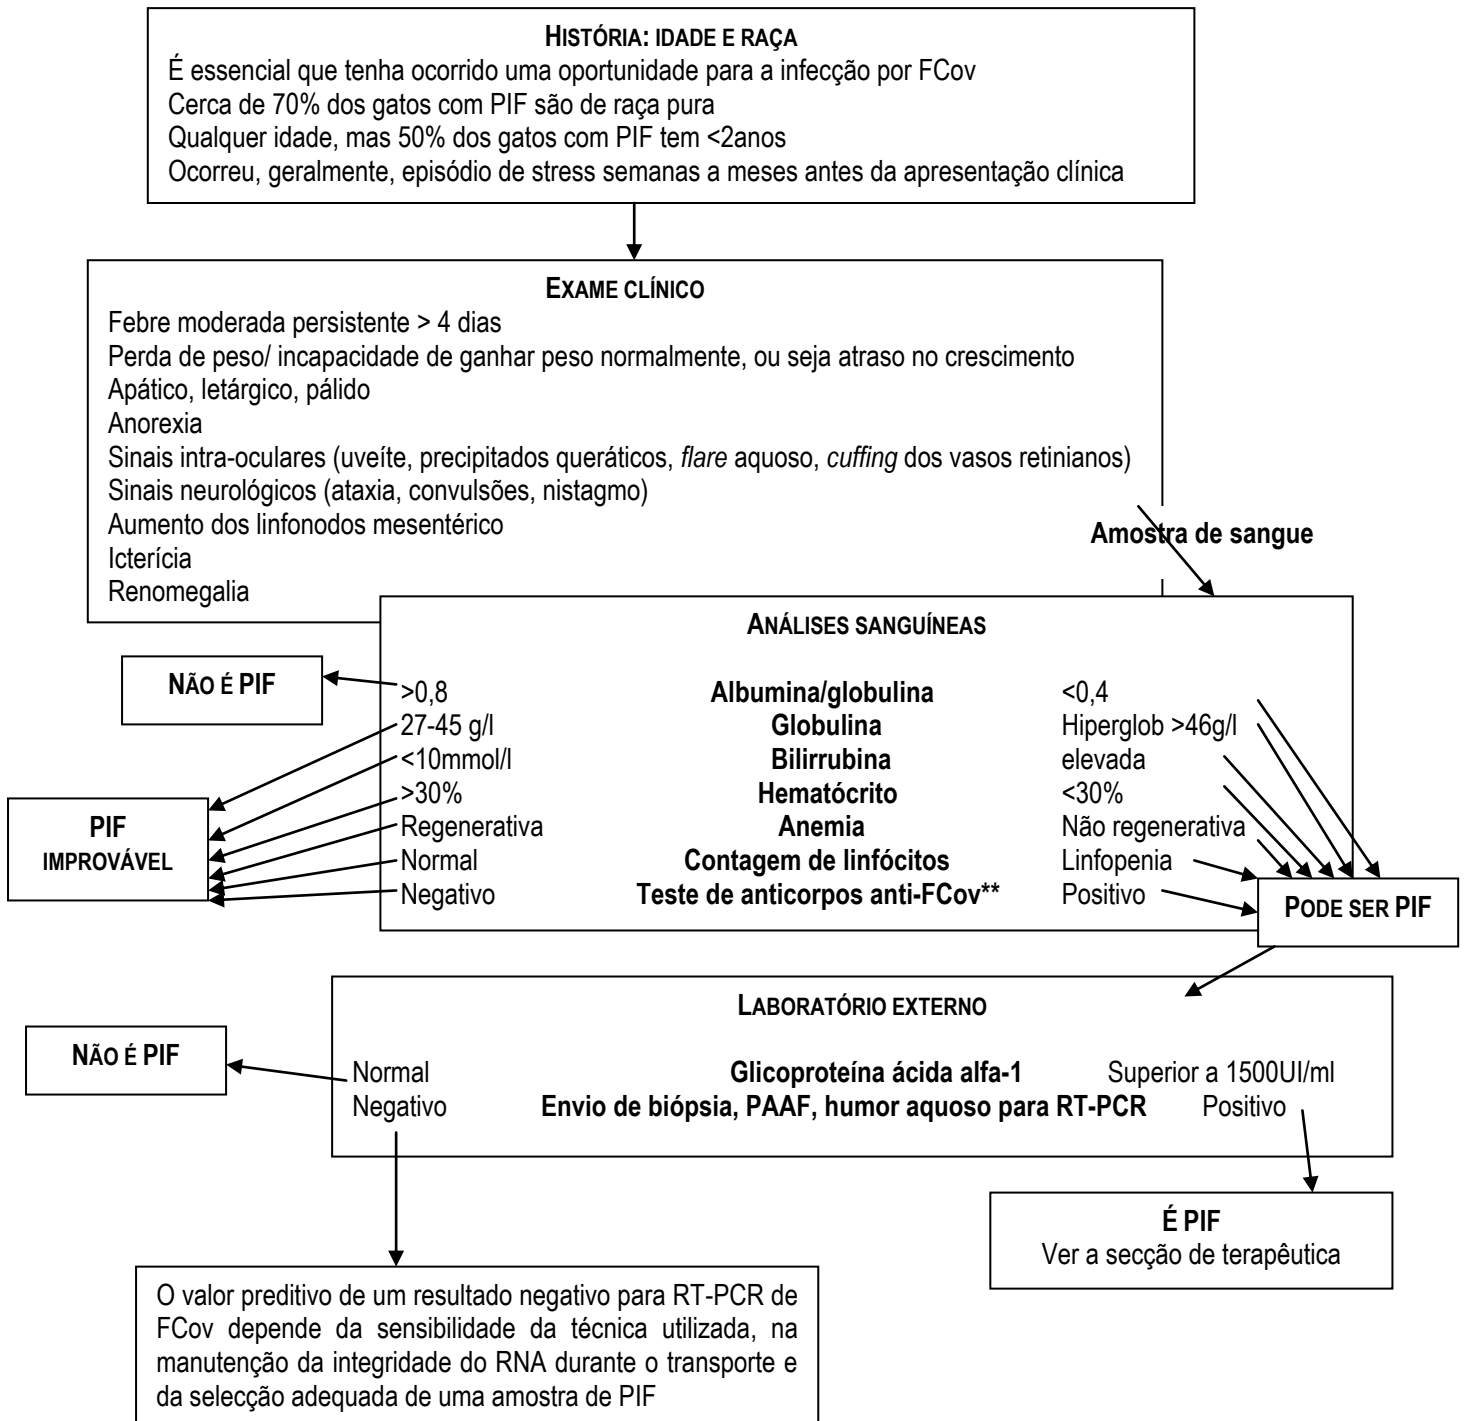 HISTÓRIA: IDADE E RAÇA
É essencial que tenha ocorrido uma oportunidade para a infecção por FCov
Cerca de 70% dos gatos com PIF são de raça pura
Qualquer idade, mas 50% dos gatos com PIF tem <2anos
Ocorreu, geralmente, episódio de stress semanas a meses antes da apresentação clínica
EXAME CLÍNICO
Febre moderada persistente > 4 dias
Perda de peso/ incapacidade de ganhar peso normalmente, ou seja atraso no crescimento
Apático, letárgico, pálido
Anorexia
Sinais intra-oculares (uveíte, precipitados queráticos, flare aquoso, cuffing dos vasos retinianos)
Sinais neurológicos (ataxia, convulsões, nistagmo)
Aumento dos linfonodos mesentérico
Icterícia
Renomegalia
Amostra de sangue
ANÁLISES SANGUÍNEAS
NÃO É PIF
>0,8 Albumina/globulina <0,4
27-45 g/l Globulina Hiperglob >46g/l
<10mmol/l Bilirrubina elevada
>30% Hematócrito <30%
Regenerativa Anemia Não regenerativa
Normal Contagem de linfócitos Linfopenia
Negativo Teste de anticorpos anti-FCov** Positivo
PIF
IMPROVÁVEL
PODE SER PIF
LABORATÓRIO EXTERNO
NÃO É PIF
Normal Glicoproteína ácida alfa-1 Superior a 1500UI/ml
Negativo Envio de biópsia, PAAF, humor aquoso para RT-PCR Positivo
É PIF
Ver a secção de terapêutica
O valor preditivo de um resultado negativo para RT-PCR de
FCov depende da sensibilidade da técnica utilizada, na
manutenção da integridade do RNA durante o transporte e
da selecção adequada de uma amostra de PIF